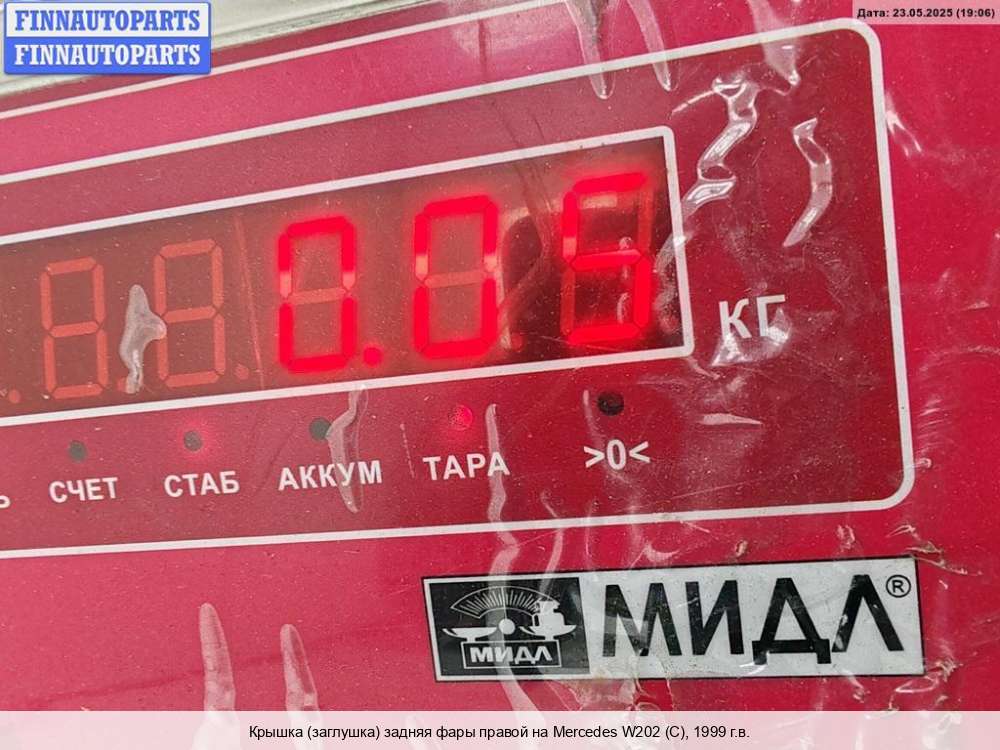 FINNAUTOPARTS
FINNAUTOPARTS
Дата: 23.05.2025 (19:06)
0.05
КГ
СЧЕТ СТАБ АККУМ ТАРА >0<
МИДЛ
МИДЛ®
Крышка (заглушка) задняя фары правой на Mercedes W202 (C), 1999 г.в.